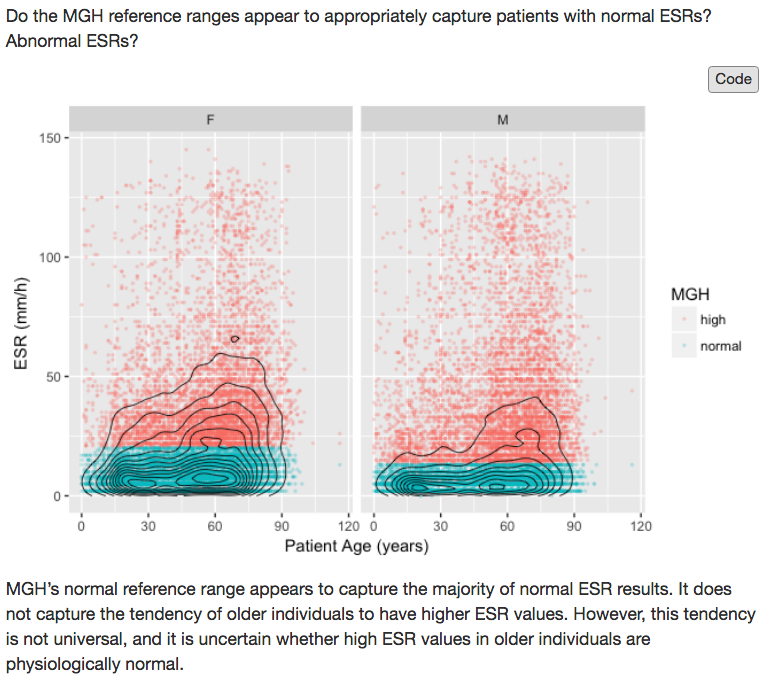 Do the MGH reference ranges appear to appropriately capture patients with normal ESRs?
Abnormal ESRs?
Code
F
M
150
100
50
0
ESR (mm/h)
0 30 60 90 120 0 30 60 90 120
Patient Age (years)
MGH
high
normal
MGH’s normal reference range appears to capture the majority of normal ESR results. It does
not capture the tendency of older individuals to have higher ESR values. However, this tendency
is not universal, and it is uncertain whether high ESR values in older individuals are
physiologically normal.